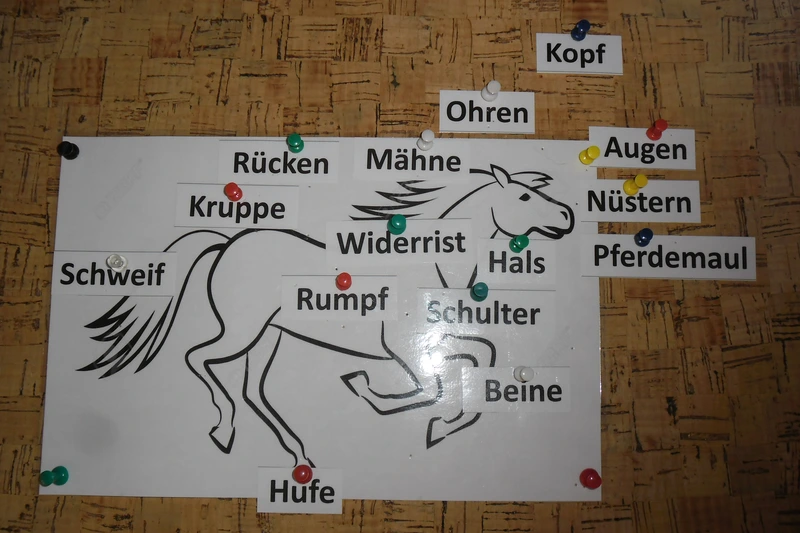 Kopf
Ohren
Augen
Rücken
Mähne
Nüstern
Kruppe
Widerrist
Hals
Pferdemaul
Schweif
Rumpf
Schulter
Beine
Hufe